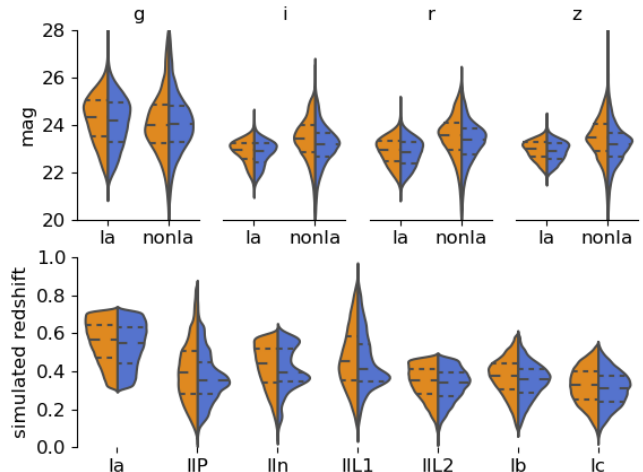 g i r z
28
26
24
22
20
mag
Ia nonIa Ia nonIa Ia nonIa Ia nonIa
1.0
0.8
0.6
0.4
0.2
0.0
simulated redshift
Ia IIP IIn IIL1 IIL2 Ib Ic